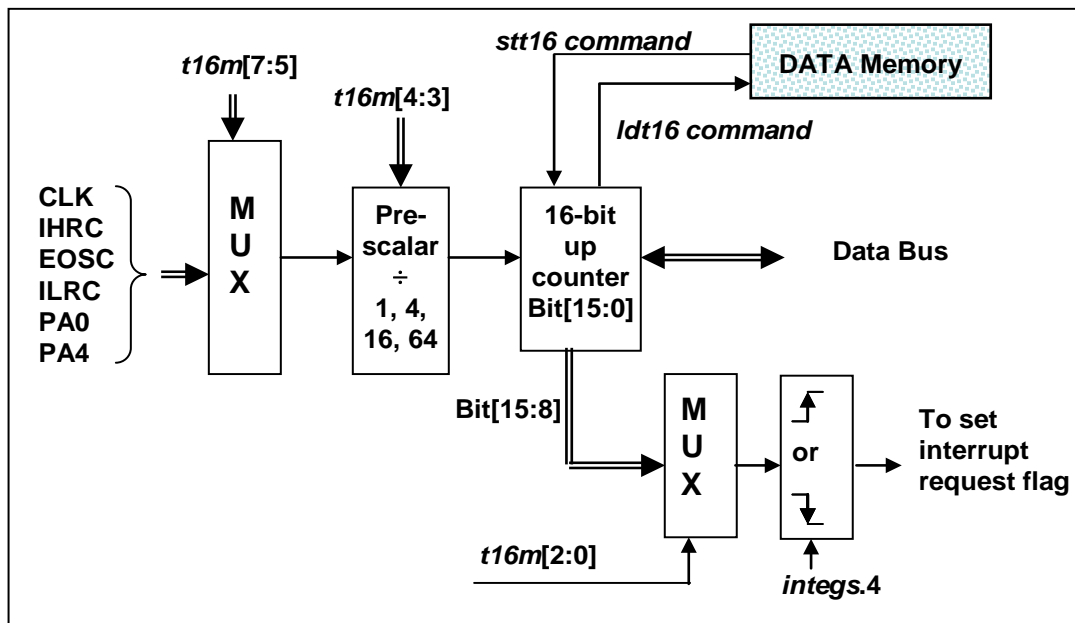 stt16 command
DATA Memory
t16m[7:5]
t16m[4:3]
ldt16 command
CLK
IHRC
EOSC
ILRC
PA0
PA4
M
U
X
Pre-
scalar
÷
1, 4,
16, 64
16-bit
up
counter
Bit[15:0]
Data Bus
Bit[15:8]
M
U
X
or
To set
interrupt
request flag
t16m[2:0]
integs.4